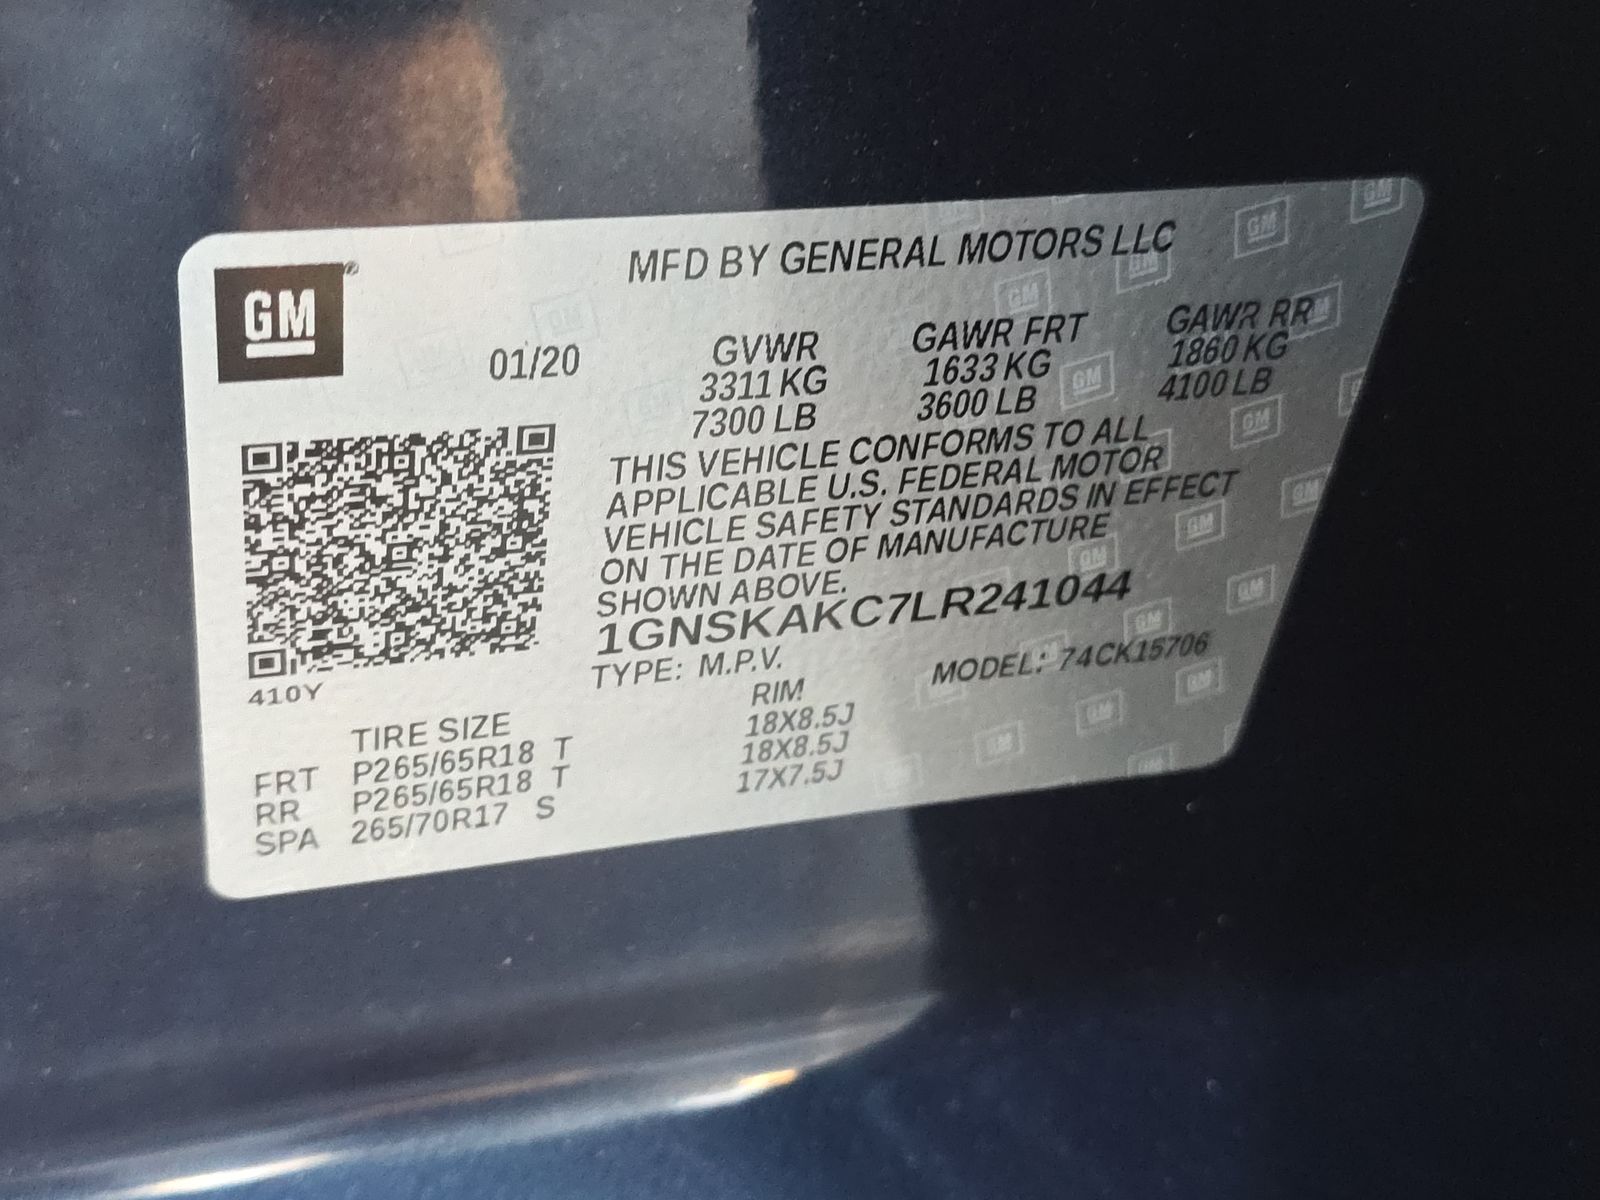 GM
MFD BY GENERAL MOTORS LLC
01/20
GVWR GAWR FRT GAWR RR
3311 KG 1633 KG 1860 KG
7300 LB 3600 LB 4100 LB
THIS VEHICLE CONFORMS TO ALL
APPLICABLE U.S. FEDERAL MOTOR
VEHICLE SAFETY STANDARDS IN EFFECT
ON THE DATE OF MANUFACTURE
SHOWN ABOVE.
1GNSKAKC7LR241044
TYPE: M.P.V. MODEL: 74CK15706
410Y
TIRE SIZE RIM
FRT P265/65R18 T 18X8.5J
RR P265/65R18 T 18X8.5J
SPA 265/70R17 S 17X7.5J